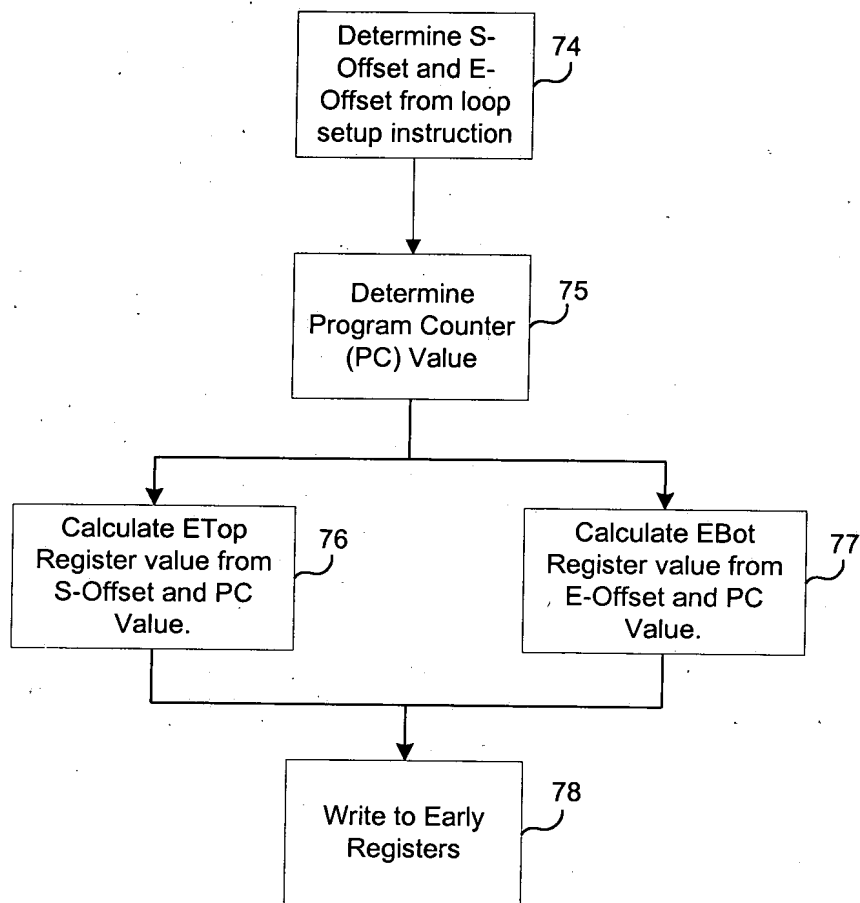 Determine S-
Offset and E-
Offset from loop
setup instruction
74
Determine
Program Counter
(PC) Value
75
Calculate ETop
Register value from
S-Offset and PC
Value.
76
Calculate EBot
Register value from
E-Offset and PC
Value.
77
Write to Early
Registers
78